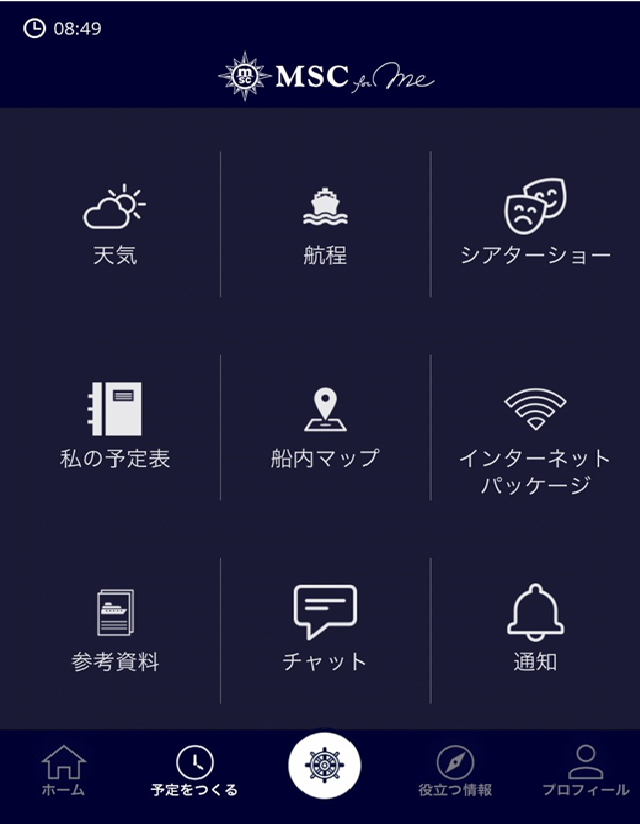 08:49
MSC for Me
天気
航程
シアターショー
私の予定表
船内マップ
インターネット
パッケージ
参考資料
チャット
通知
ホーム
予定をつくる
役立つ情報
プロフィール